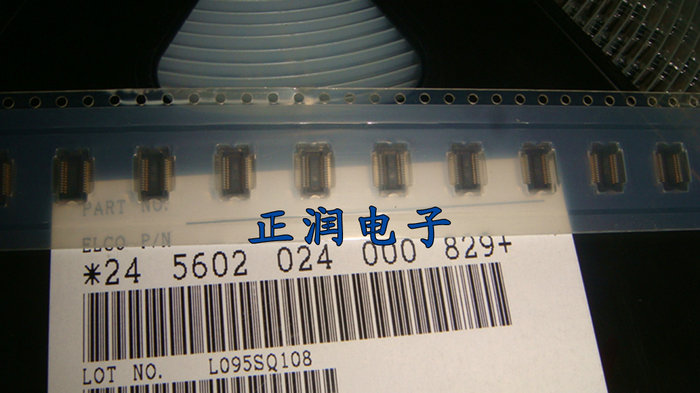 PART NO.
正润电子
ELCO P/N
*24 5602 024 000 829+
LOT NO. L095SQ108